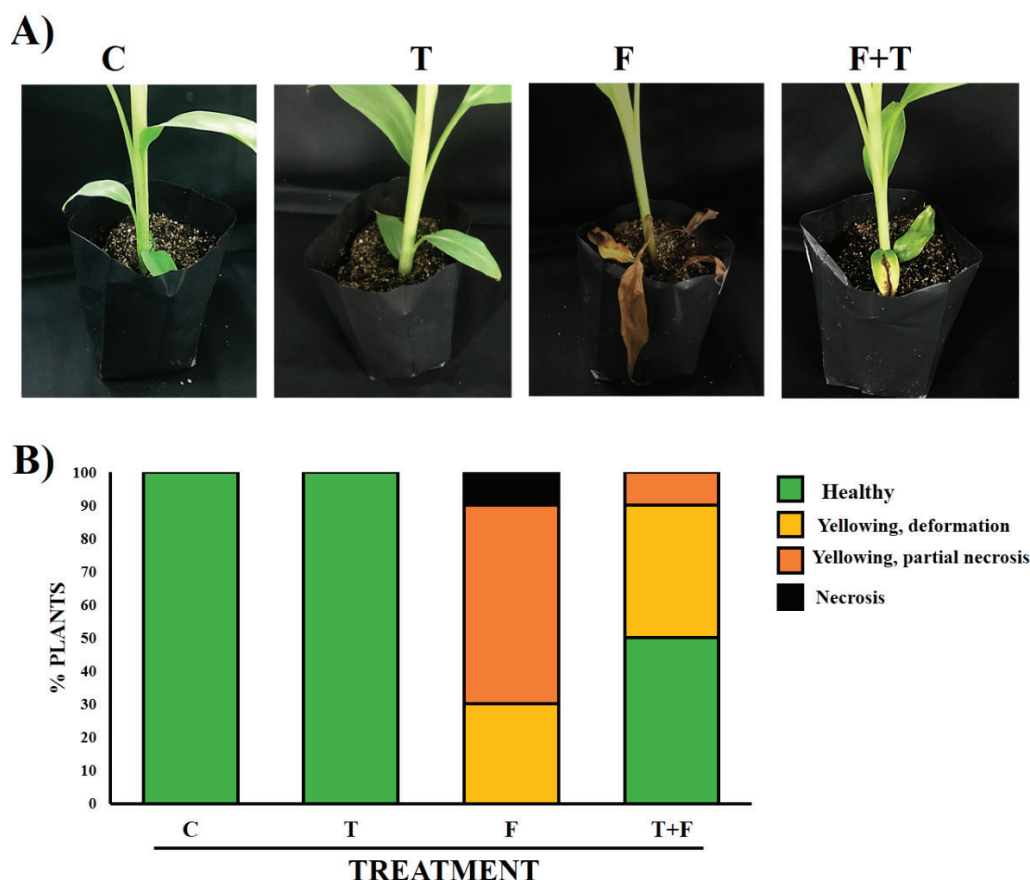 A)
C T F F+T
B)
100
90
80
70
60
50
40
30
20
10
0
% PLANTS
C T F T+F
TREATMENT
Healthy
Yellowing, deformation
Yellowing, partial necrosis
Necrosis